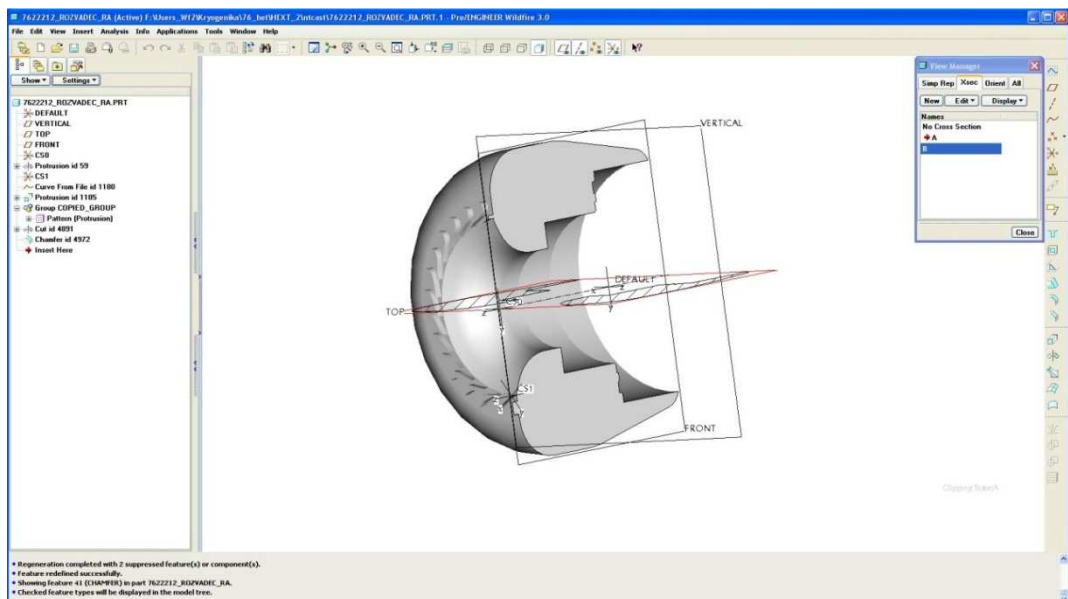 7622212_ROZVADEC_RA (Active) F:\Users_Wf2\Kryogenika\76_bet\HEXT_2\intcast\7622212_ROZVADEC_RA.PRT.1 - Pro/ENGINEER Wildfire 3.0
File Edit View Insert Analysis Info Applications Tools Window Help
Show Settings
7622212_ROZVADEC_RA.PRT
DEFAULT
VERTICAL
TOP
FRONT
CS0
Protrusion id 59
CS1
Curve From File id 1180
Protrusion id 1185
Group COPIED_GROUP
Pattern (Protrusion)
Cut id 4891
Chamfer id 4972
Insert Here
VERTICAL
DEFAULT
x
z
y
CS0
TOP
z
CS1
y
FRONT
View Manager
Simp Rep Xsec Orient All
New Edit Display
Names
No Cross Section
A
B
Close
Regeneration completed with 2 suppressed feature(s) or component(s).
Feature redefined successfully.
Showing feature 41 (CHAMFER) in part 7622212_ROZVADEC_RA.
Checked feature types will be displayed in the model tree.